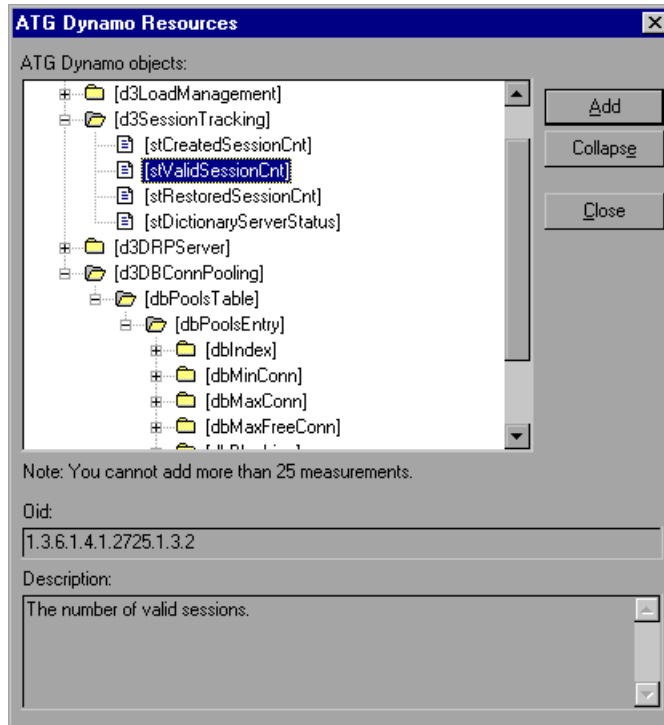 ATG Dynamo Resources
ATG Dynamo objects:
[d3LoadManagement]
[d3SessionTracking]
[stCreatedSessionCnt]
[stValidSessionCnt]
[stRestoredSessionCnt]
[stDictionaryServerStatus]
[d3DRPServer]
[d3DBConnPooling]
[dbPoolsTable]
[dbPoolsEntry]
[dbIndex]
[dbMinConn]
[dbMaxConn]
[dbMaxFreeConn]
Add
Collapse
Close
Note: You cannot add more than 25 measurements.
Oid:
1.3.6.1.4.1.2725.1.3.2
Description:
The number of valid sessions.